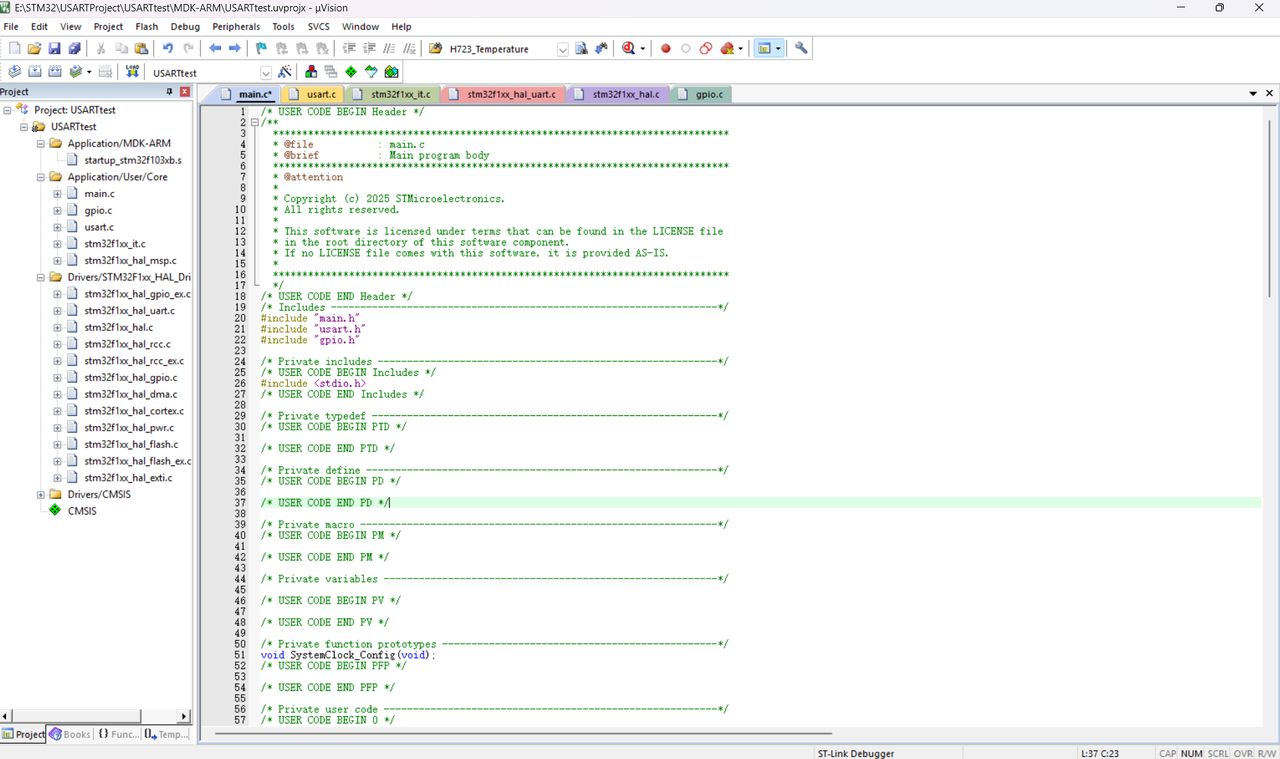 E:\STM32\USARTProject\USARTtest\MDK-ARM\USARTtest.uvprojx - µVision
File Edit View Project Flash Debug Peripherals Tools SVCS Window Help
H723_Temperature
LOAD USARTtest
Project
main.c* usart.c stm32f1xx_it.c stm32f1xx_hal_uart.c stm32f1xx_hal.c gpio.c
Project: USARTtest
USARTtest
Application/MDK-ARM
startup_stm32f103xb.s
Application/User/Core
main.c
gpio.c
usart.c
stm32f1xx_it.c
stm32f1xx_hal_msp.c
Drivers/STM32F1xx_HAL_Dri
stm32f1xx_hal_gpio_ex.c
stm32f1xx_hal_uart.c
stm32f1xx_hal.c
stm32f1xx_hal_rcc.c
stm32f1xx_hal_rcc_ex.c
stm32f1xx_hal_gpio.c
stm32f1xx_hal_dma.c
stm32f1xx_hal_cortex.c
stm32f1xx_hal_pwr.c
stm32f1xx_hal_flash.c
stm32f1xx_hal_flash_ex.c
stm32f1xx_hal_exti.c
Drivers/CMSIS
CMSIS
Project Books {} Func... Temp...
1 /* USER CODE BEGIN Header */
2 /**
3 ******************************************************************************
4 * @file : main.c
5 * @brief : Main program body
6 ******************************************************************************
7 * @attention
8 *
9 * Copyright (c) 2025 STMicroelectronics.
10 * All rights reserved.
11 *
12 * This software is licensed under terms that can be found in the LICENSE file
13 * in the root directory of this software component.
14 * If no LICENSE file comes with this software, it is provided AS-IS.
15 *
16 ******************************************************************************
17 */
18 /* USER CODE END Header */
19 /* Includes ------------------------------------------------------------------*/
20 #include "main.h"
21 #include "usart.h"
22 #include "gpio.h"
23
24 /* Private includes ----------------------------------------------------------*/
25 /* USER CODE BEGIN Includes */
26 #include <stdio.h>
27 /* USER CODE END Includes */
28
29 /* Private typedef -----------------------------------------------------------*/
30 /* USER CODE BEGIN PTD */
31
32 /* USER CODE END PTD */
33
34 /* Private define ------------------------------------------------------------*/
35 /* USER CODE BEGIN PD */
36
37 /* USER CODE END PD */
38
39 /* Private macro -------------------------------------------------------------*/
40 /* USER CODE BEGIN PM */
41
42 /* USER CODE END PM */
43
44 /* Private variables ---------------------------------------------------------*/
45
46 /* USER CODE BEGIN PV */
47
48 /* USER CODE END PV */
49
50 /* Private function prototypes -----------------------------------------------*/
51 void SystemClock_Config(void);
52 /* USER CODE BEGIN PFP */
53
54 /* USER CODE END PFP */
55
56 /* Private user code ---------------------------------------------------------*/
57 /* USER CODE BEGIN 0 */
ST-Link Debugger L:37 C:23 CAP NUM SCRL OVR R/W